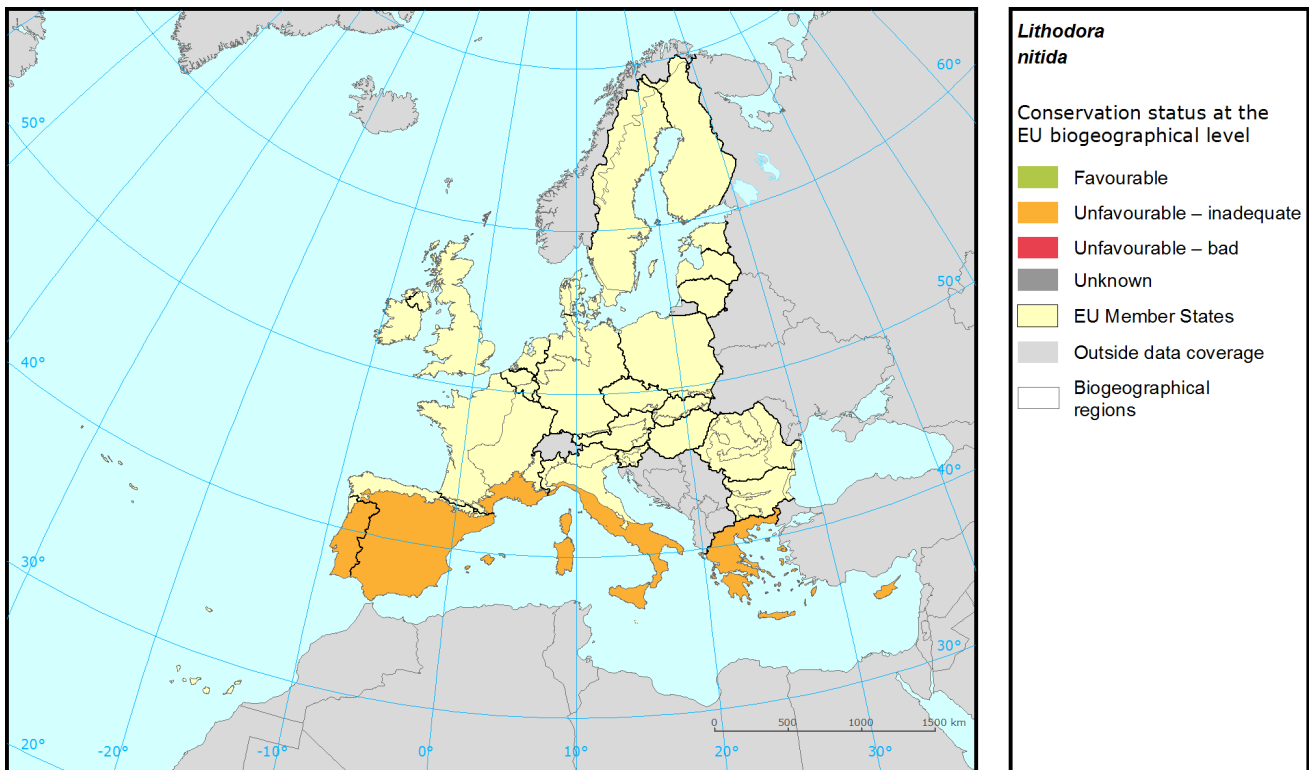 60°
50°
50°
40°
40°
30°
30°
20°
-20°
-10°
0°
10°
20°
30°
0 500 1000 1500 km
Lithodora
nitida
Conservation status at the
EU biogeographical level
Favourable
Unfavourable – inadequate
Unfavourable – bad
Unknown
EU Member States
Outside data coverage
Biogeographical
regions